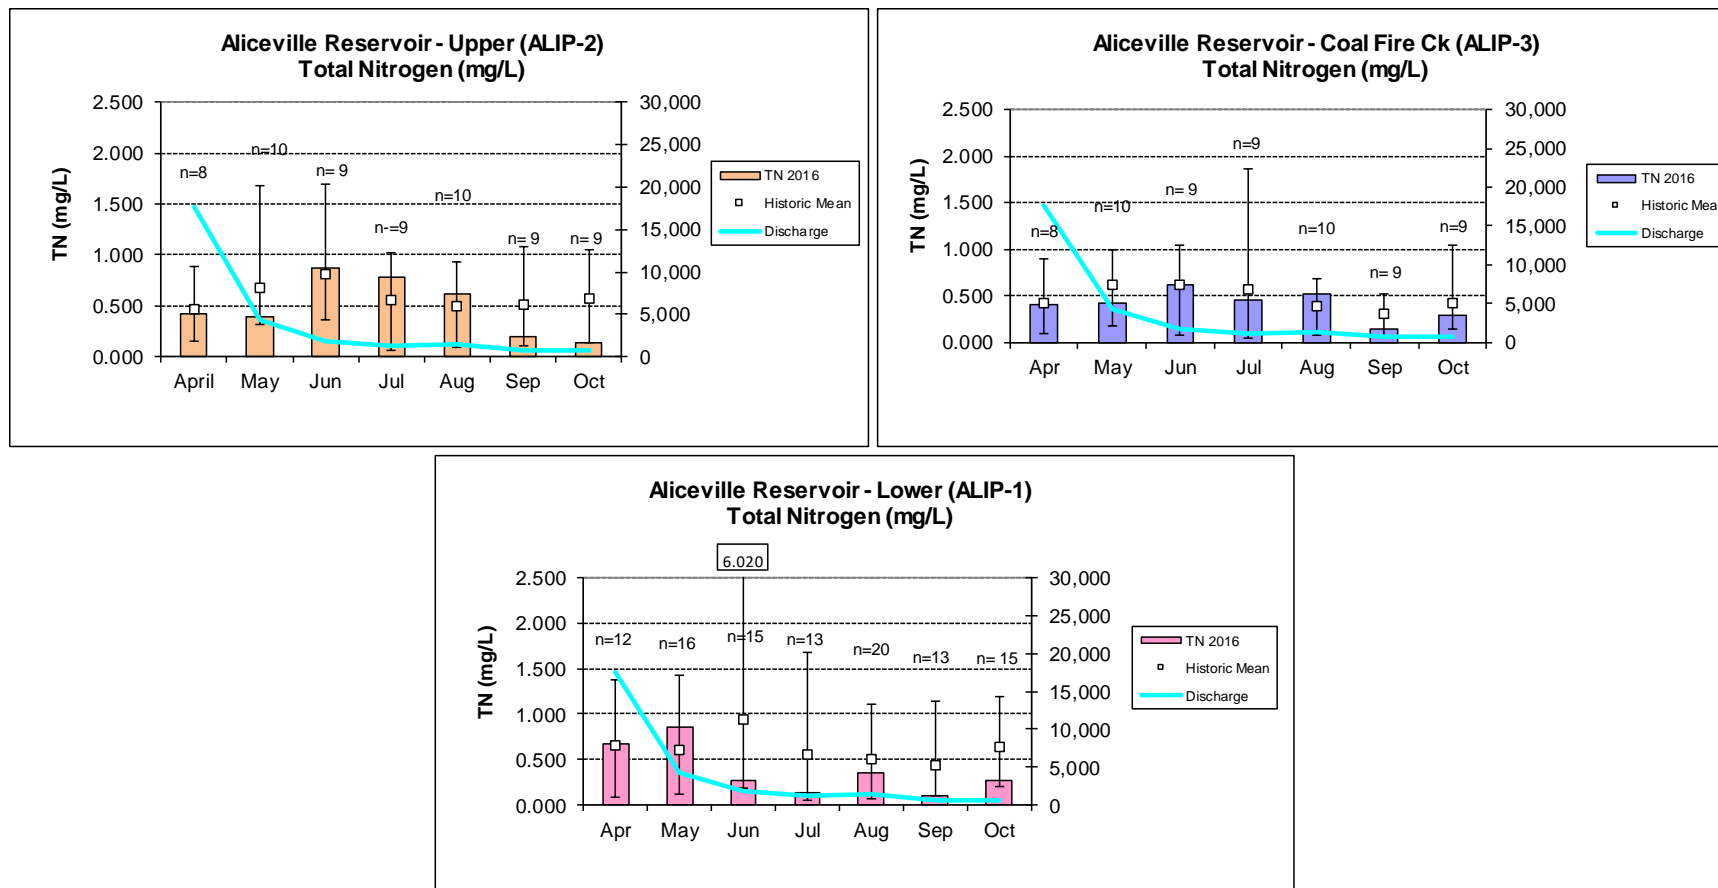 Aliceville Reservoir - Upper (ALIP-2)
Total Nitrogen (mg/L)
TN (mg/L)
2.500
2.000
1.500
1.000
0.500
0.000
30,000
25,000
20,000
15,000
10,000
5,000
0
n=8
n=10
n= 9
n-=9
n=10
n= 9
n= 9
April
May
Jun
Jul
Aug
Sep
Oct
TN 2016
Historic Mean
Discharge
Aliceville Reservoir - Coal Fire Ck (ALIP-3)
Total Nitrogen (mg/L)
TN (mg/L)
2.500
2.000
1.500
1.000
0.500
0.000
30,000
25,000
20,000
15,000
10,000
5,000
0
n=8
n=10
n= 9
n=9
n=10
n= 9
n=9
Apr
May
Jun
Jul
Aug
Sep
Oct
TN 2016
Historic Mean
Discharge
Aliceville Reservoir - Lower (ALIP-1)
Total Nitrogen (mg/L)
6.020
TN (mg/L)
2.500
2.000
1.500
1.000
0.500
0.000
30,000
25,000
20,000
15,000
10,000
5,000
0
n=12
n=16
n=15
n=13
n=20
n=13
n= 15
Apr
May
Jun
Jul
Aug
Sep
Oct
TN 2016
Historic Mean
Discharge